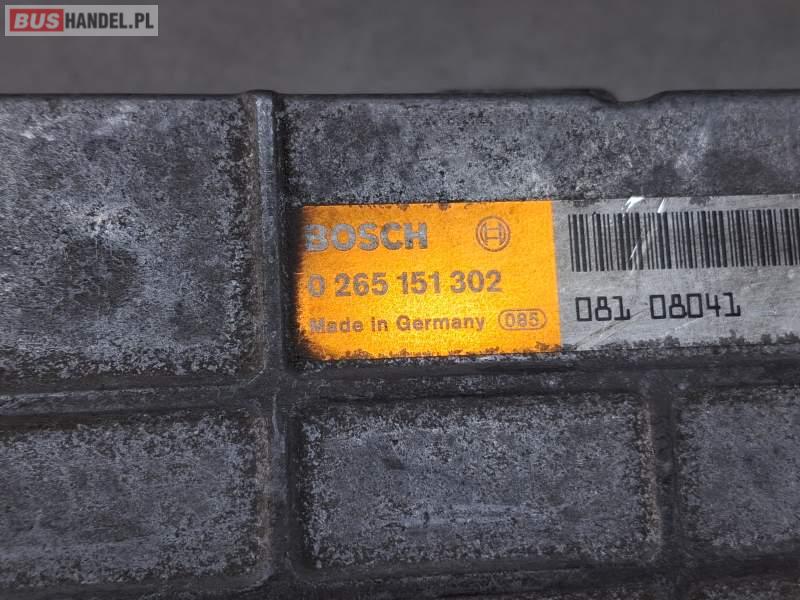 BUSHANDEL.PL
BOSCH
0 265 151 302
Made in Germany 085
081 08041